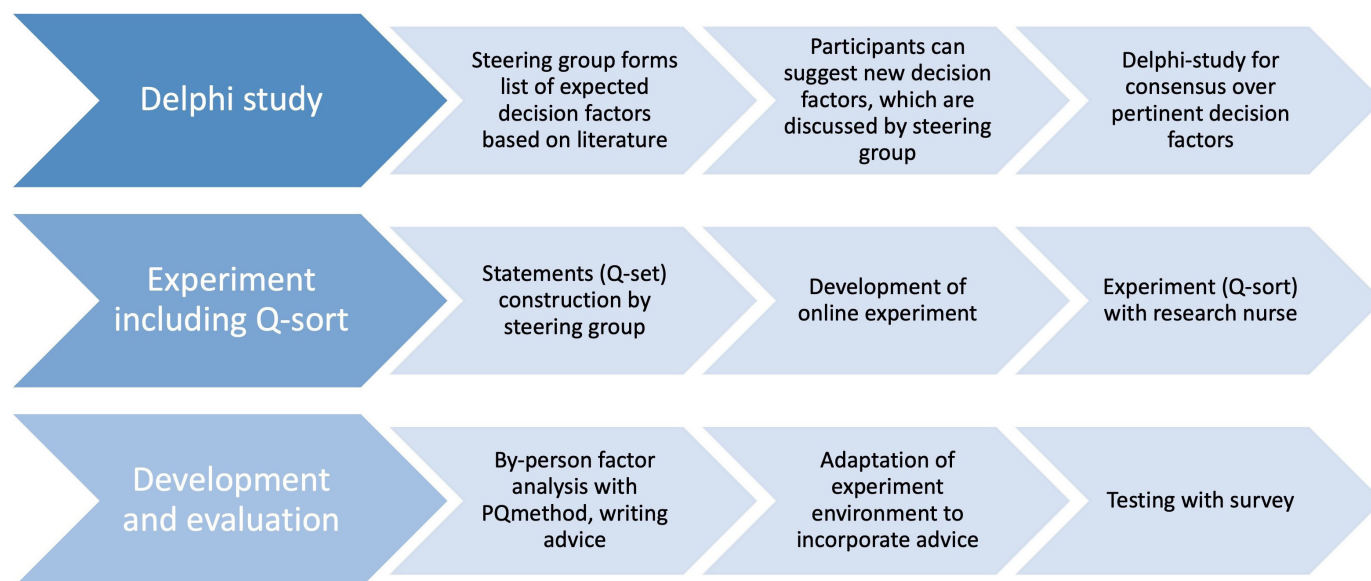 Delphi study
Steering group forms
list of expected
decision factors
based on literature
Participants can
suggest new decision
factors, which are
discussed by steering
group
Delphi-study for
consensus over
pertinent decision
factors
Experiment
including Q-sort
Statements (Q-set)
construction by
steering group
Development of
online experiment
Experiment (Q-sort)
with research nurse
Development
and evaluation
By-person factor
analysis with
PQmethod, writing
advice
Adaptation of
experiment
environment to
incorporate advice
Testing with survey